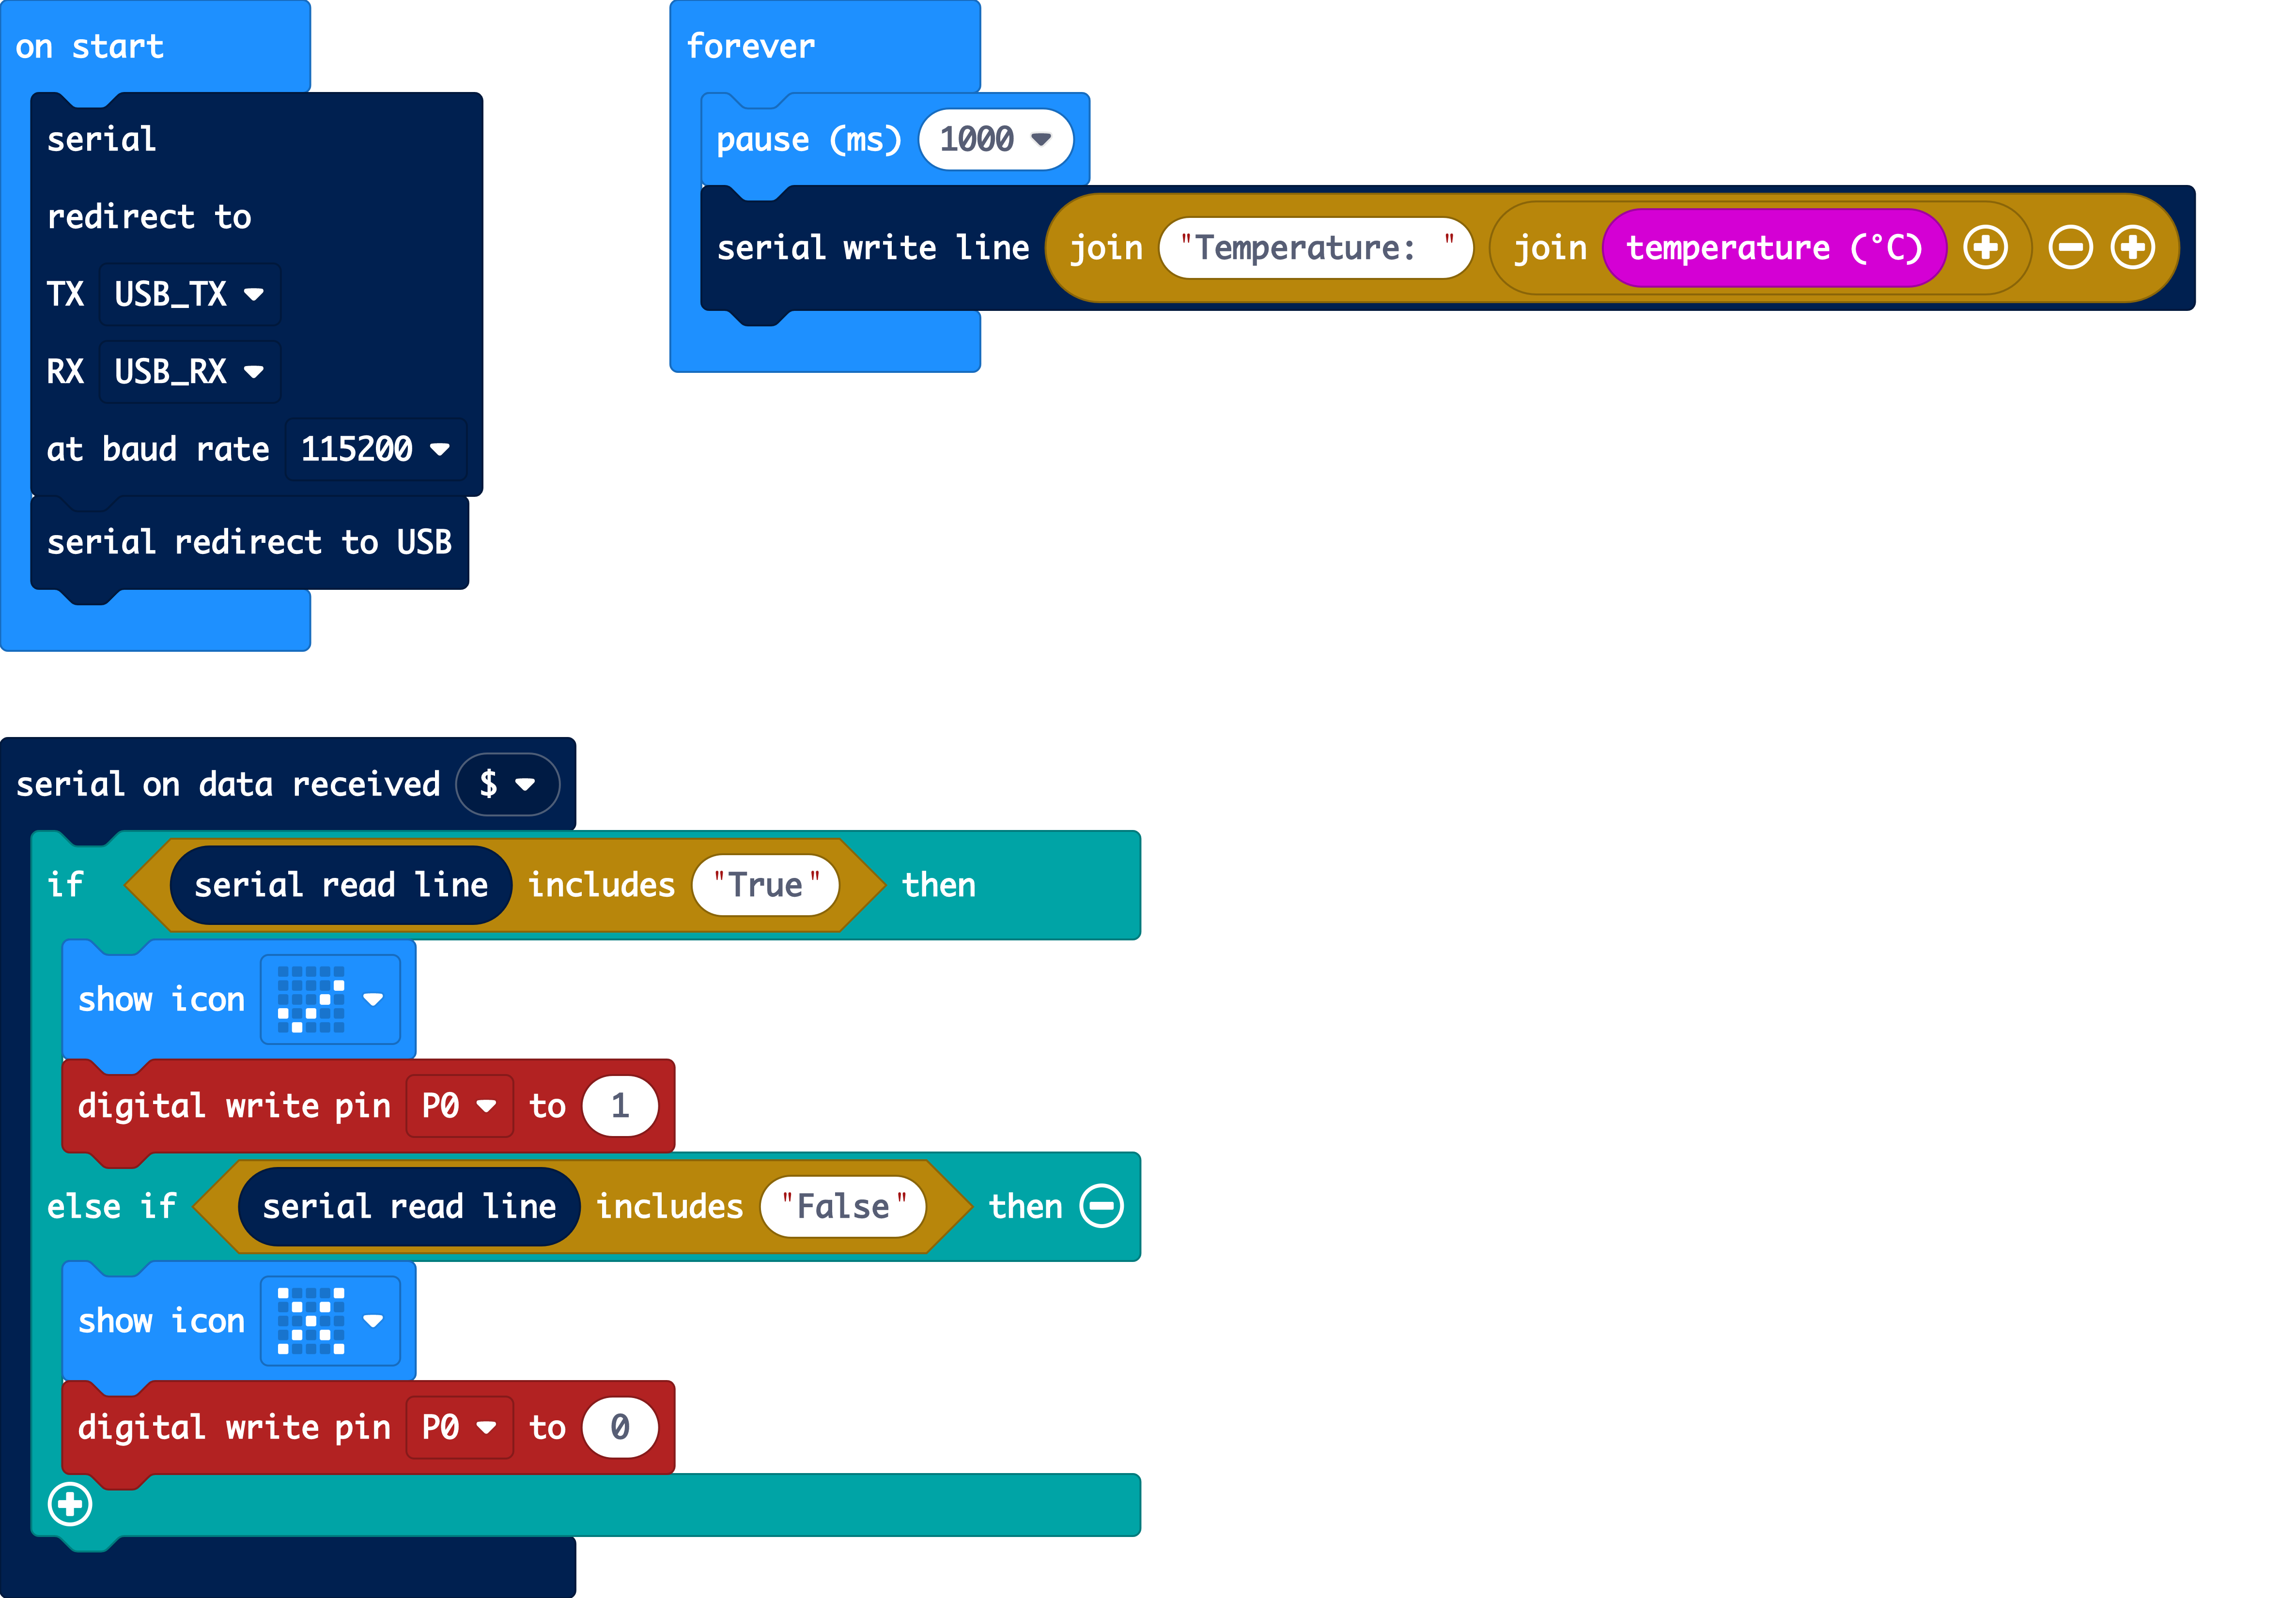 on start
serial
redirect to
TX USB_TX
RX USB_RX
at baud rate 115200
serial redirect to USB
forever
pause (ms) 1000
serial write line join "Temperature: " join temperature (°C)
serial on data received $
if serial read line includes "True" then
show icon
digital write pin P0 to 1
else if serial read line includes "False" then
show icon
digital write pin P0 to 0